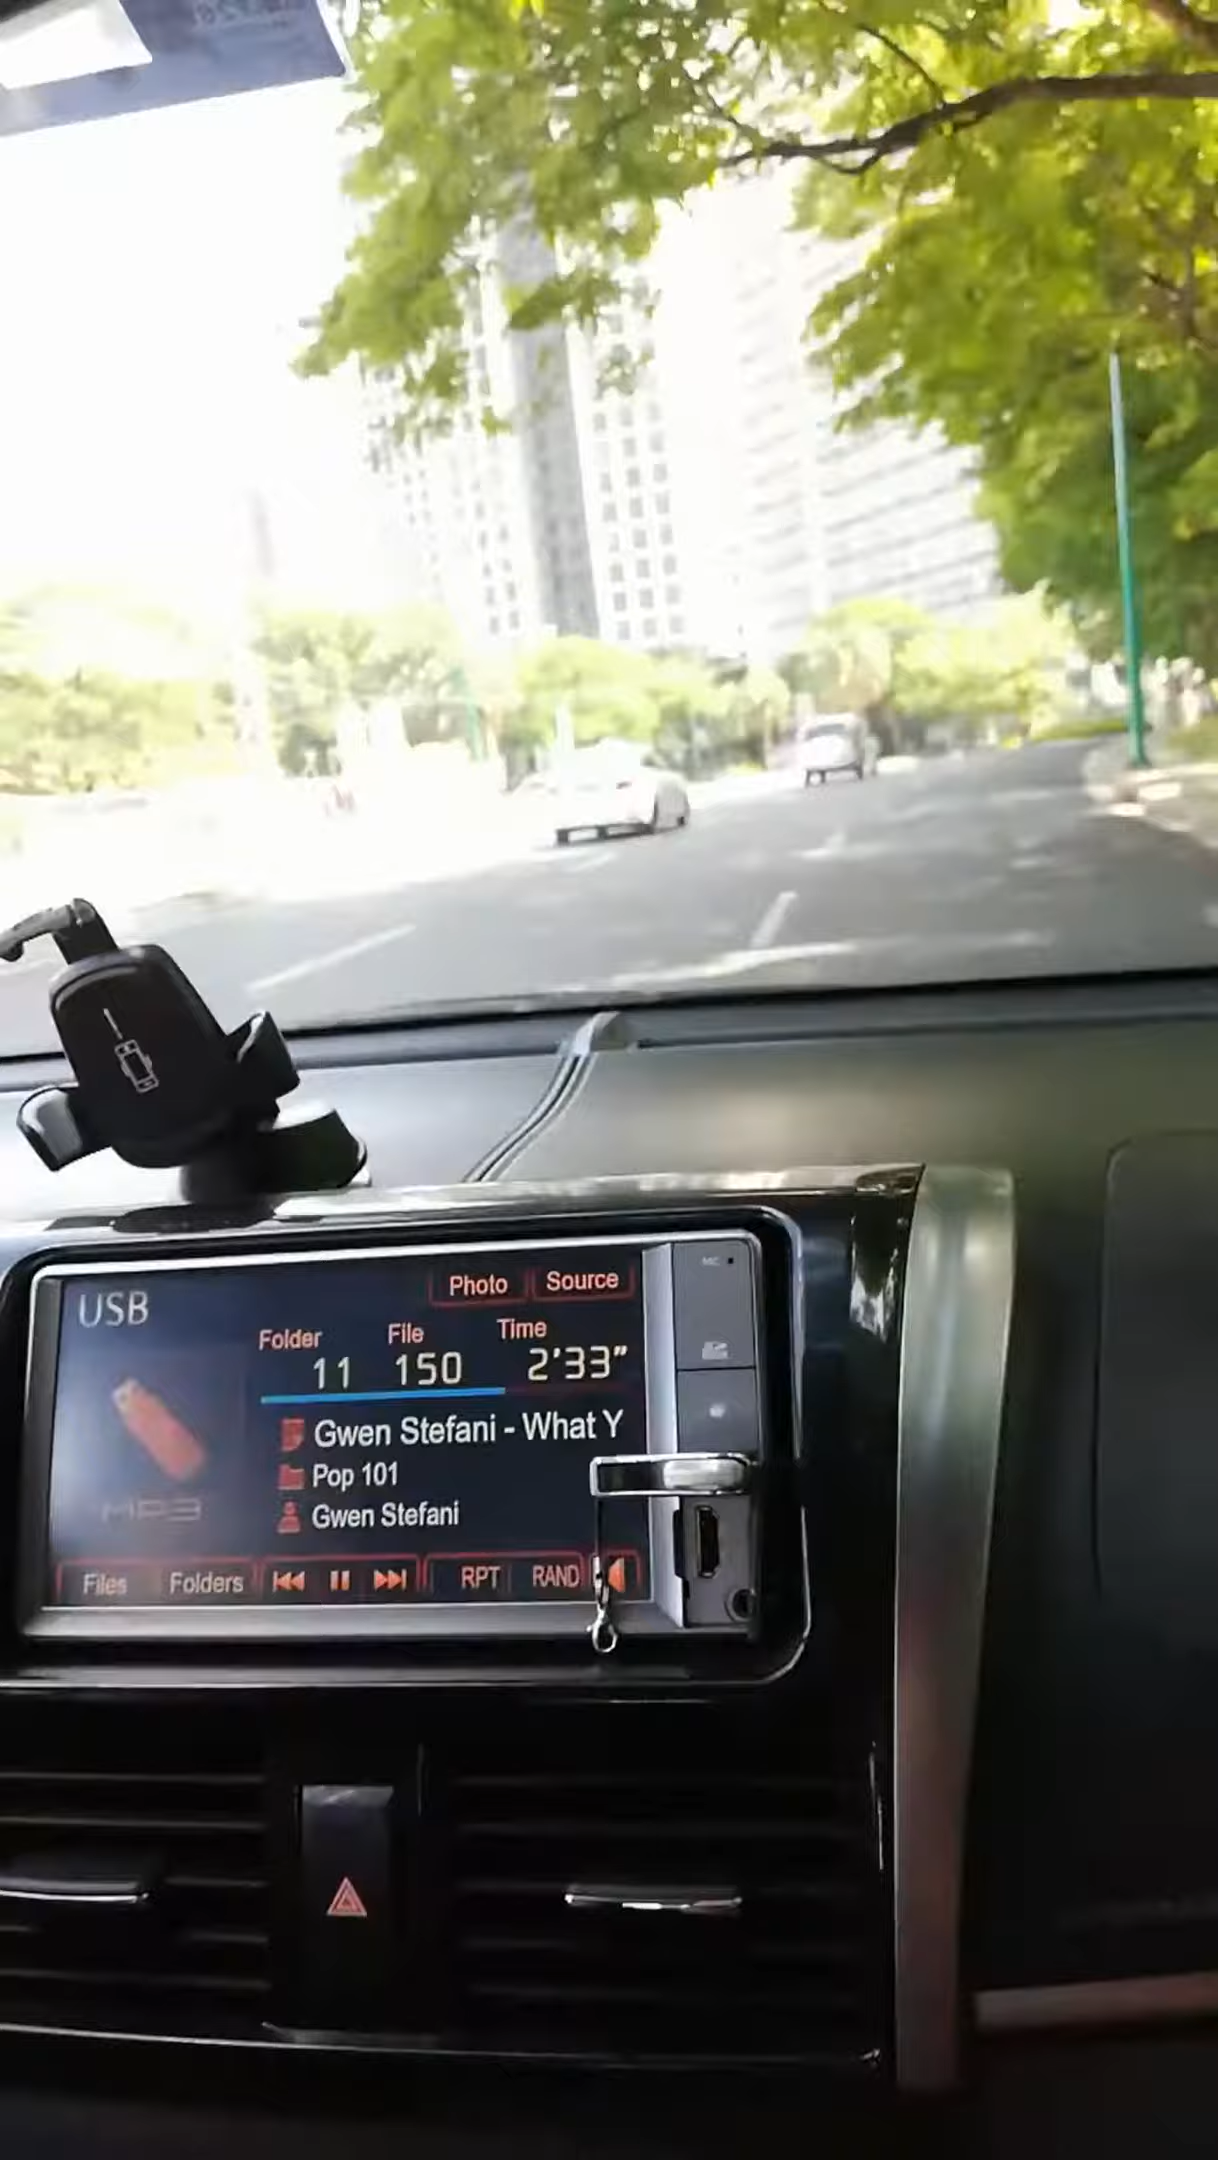 USB
Photo Source
Folder File Time
11 150 2'33"
Gwen Stefani - What Y
Pop 101
Gwen Stefani
MP3
Files Folders RPT RAND